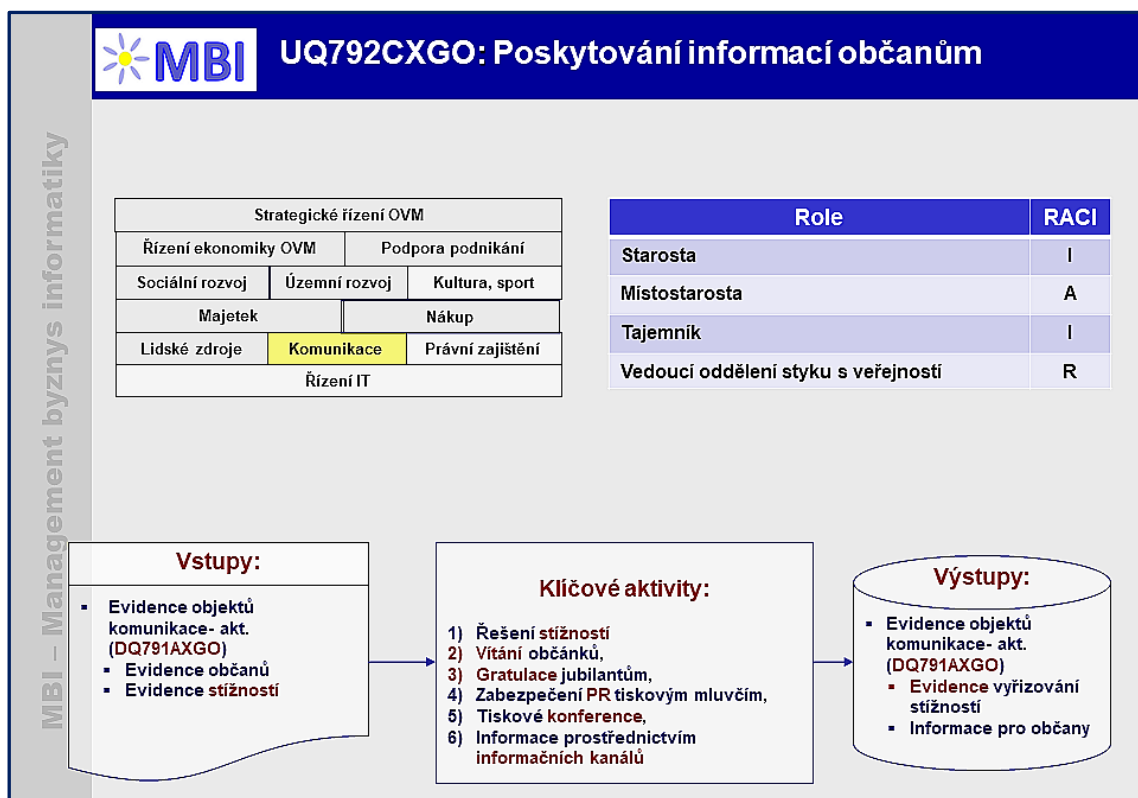 MBI
UQ792CXGO: Poskytování informací občanům
MBI – Management byznys informatiky
Strategické řízení OVM
Řízení ekonomiky OVM
Podpora podnikání
Sociální rozvoj
Územní rozvoj
Kultura, sport
Majetek
Nákup
Lidské zdroje
Komunikace
Právní zajištění
Řízení IT
Role RACI
Starosta I
Místostarosta A
Tajemník I
Vedoucí oddělení styku s veřejností R
Vstupy:
▪ Evidence objektů
komunikace- akt.
(DQ791AXGO)
▪ Evidence občanů
▪ Evidence stížností
Klíčové aktivity:
1) Řešení stížností
2) Vítání občánků,
3) Gratulace jubilantům,
4) Zabezpečení PR tiskovým mluvčím,
5) Tiskové konference,
6) Informace prostřednictvím
informačních kanálů
Výstupy:
▪ Evidence objektů
komunikace- akt.
(DQ791AXGO)
▪ Evidence vyřizování
stížností
▪ Informace pro občany